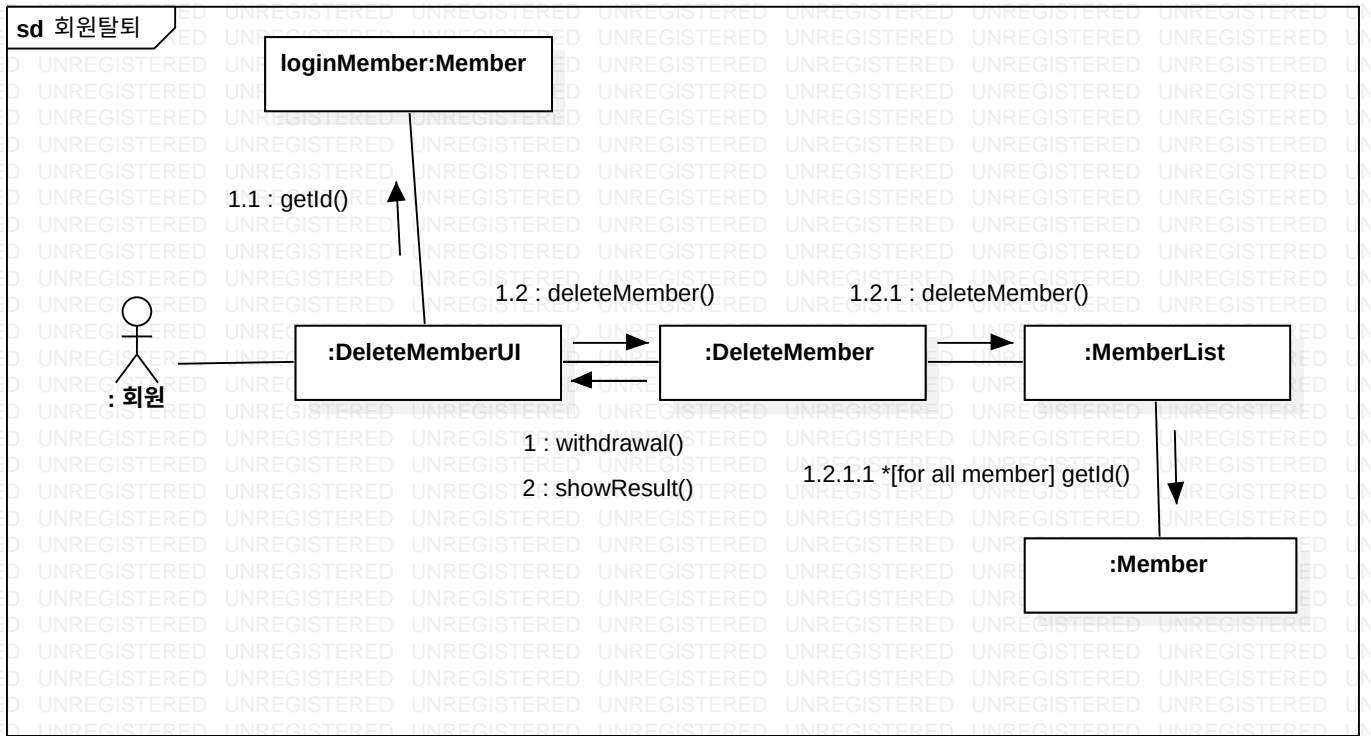 sd 회원탈퇴
loginMember:Member
1.1 : getId()
1.2 : deleteMember()
1.2.1 : deleteMember()
:DeleteMemberUI
:DeleteMember
:MemberList
: 회원
1 : withdrawal()
2 : showResult()
1.2.1.1 *[for all member] getId()
:Member
UNREGISTERED